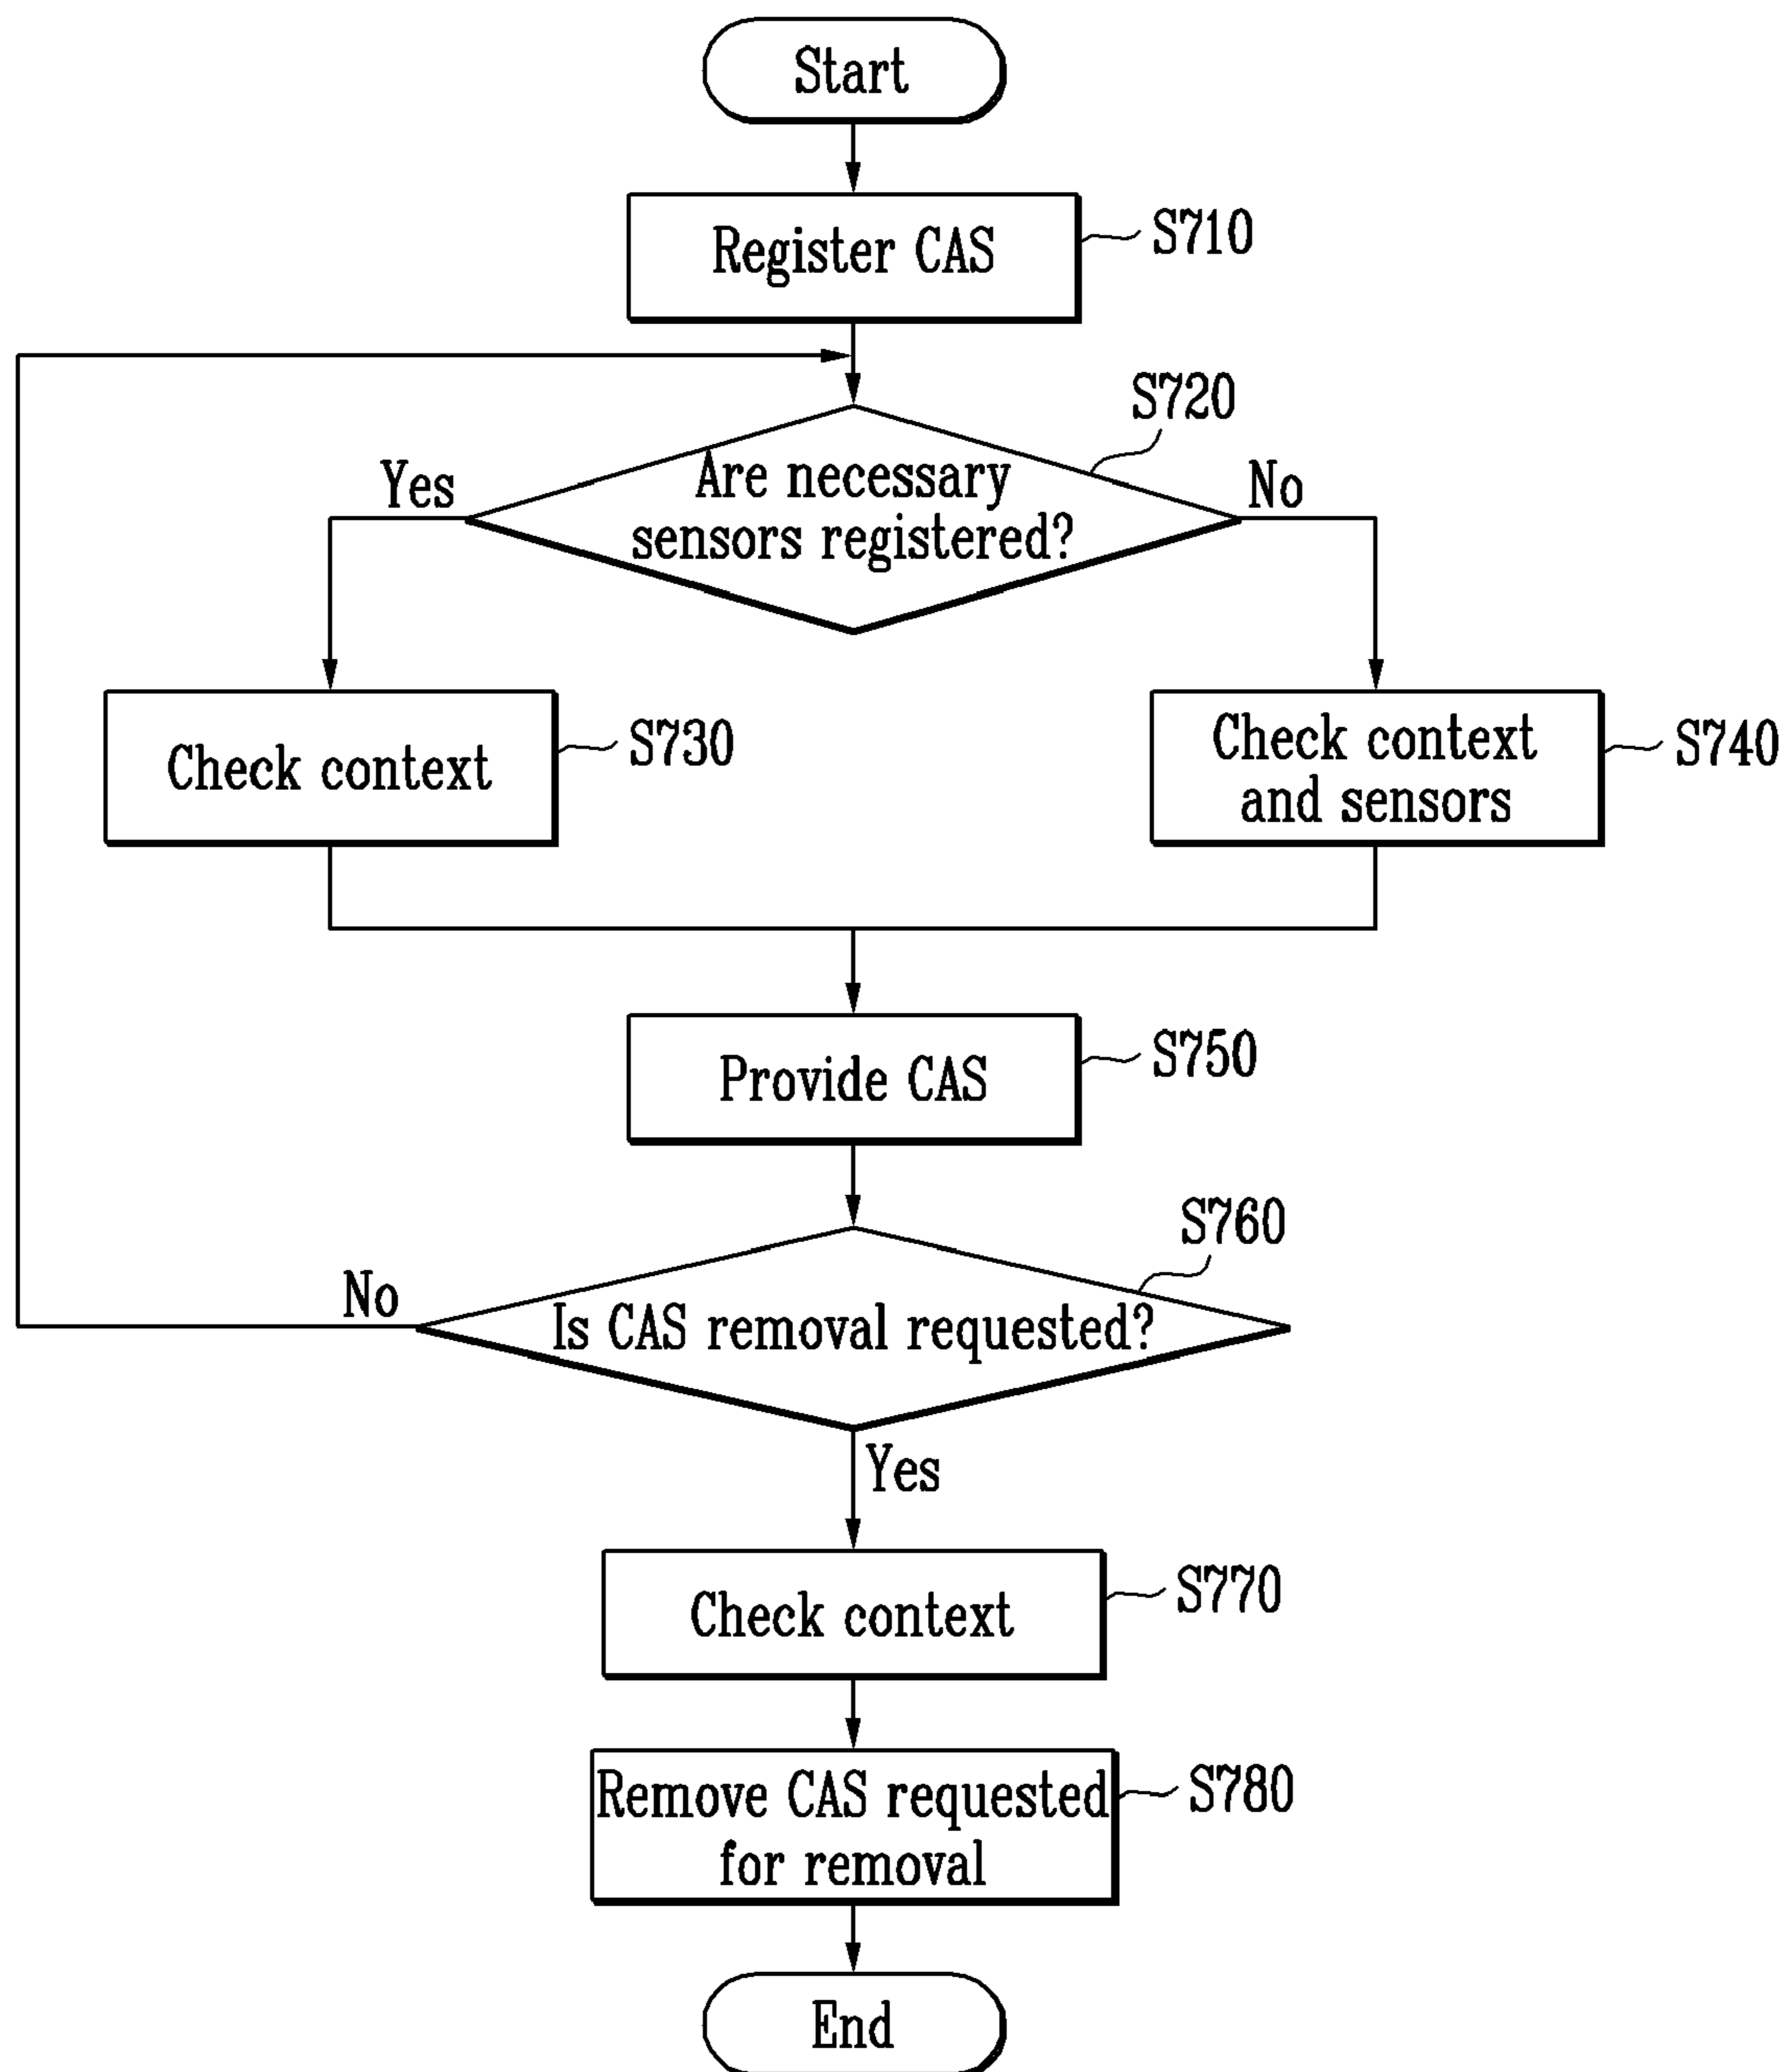 Start
Register CAS
S710
S720
Yes
Are necessary
sensors registered?
No
Check context
S730
Check context
and sensors
S740
Provide CAS
S750
S760
No
Is CAS removal requested?
Yes
Check context
S770
Remove CAS requested
for removal
S780
End